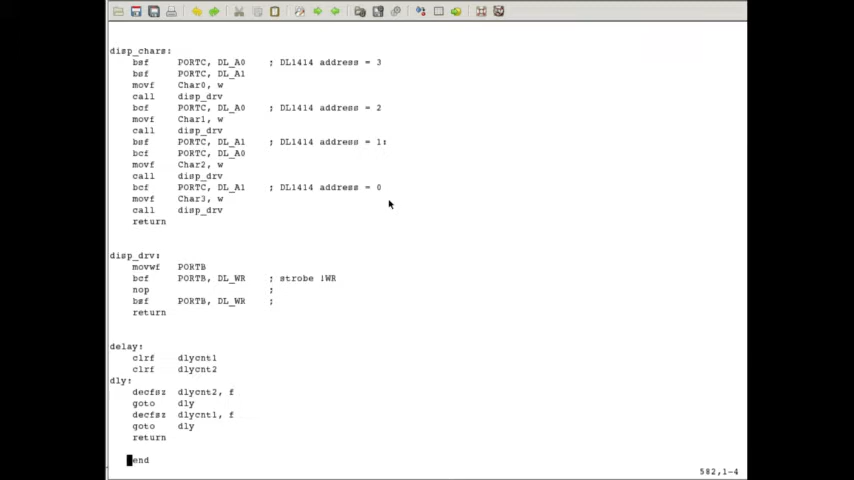 disp_chars:
bsf PORTC, DL_A0 ; DL1414 address = 3
bsf PORTC, DL_A1
movf Char0, w
call disp_drv
bcf PORTC, DL_A0 ; DL1414 address = 2
movf Char1, w
call disp_drv
bsf PORTC, DL_A1 ; DL1414 address = 1:
bcf PORTC, DL_A0
movf Char2, w
call disp_drv
bcf PORTC, DL_A1 ; DL1414 address = 0
movf Char3, w
call disp_drv
return
disp_drv:
movwf PORTB
bcf PORTB, DL_WR ; strobe !WR
nop ;
bsf PORTB, DL_WR ;
return
delay:
clrf dlycnt1
clrf dlycnt2
dly:
decfsz dlycnt2, f
goto dly
decfsz dlycnt1, f
goto dly
return
end
582,1-4